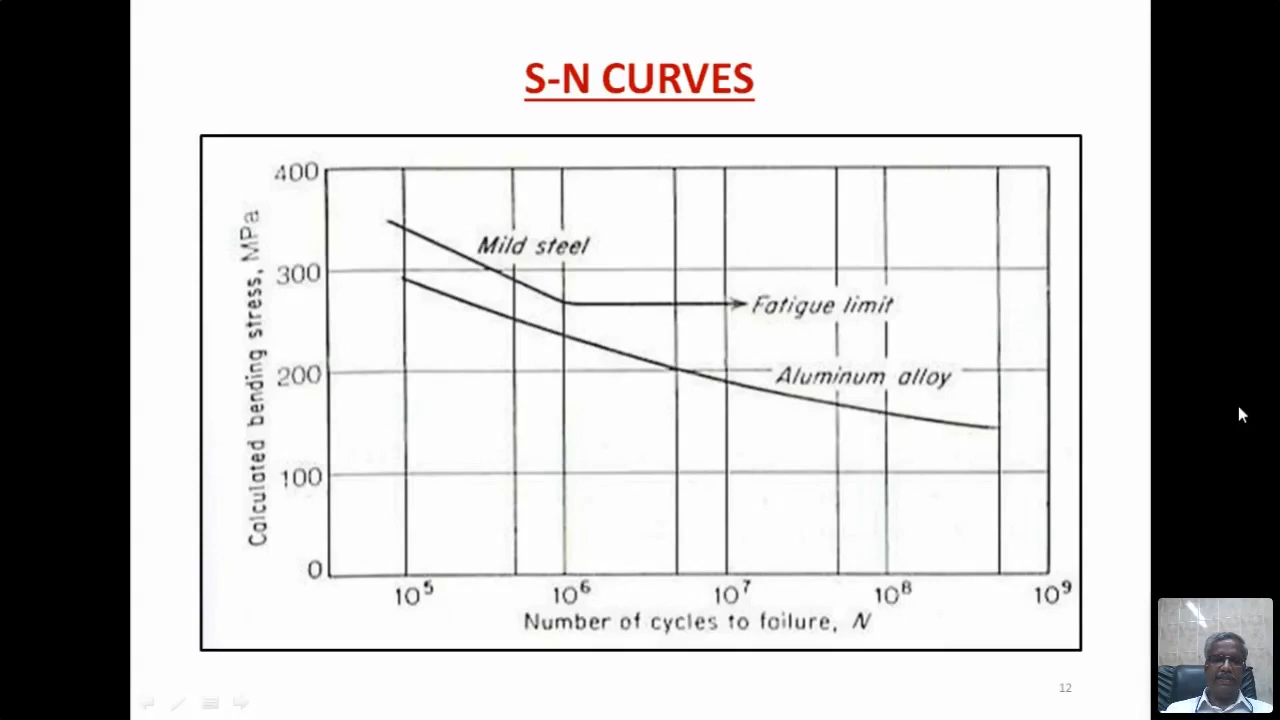 S-N CURVES
400
300
200
100
0
Calculated bending stress, MPa
Mild steel
Fatigue limit
Aluminum alloy
10⁵ 10⁶ 10⁷ 10⁸ 10⁹
Number of cycles to failure, N
12